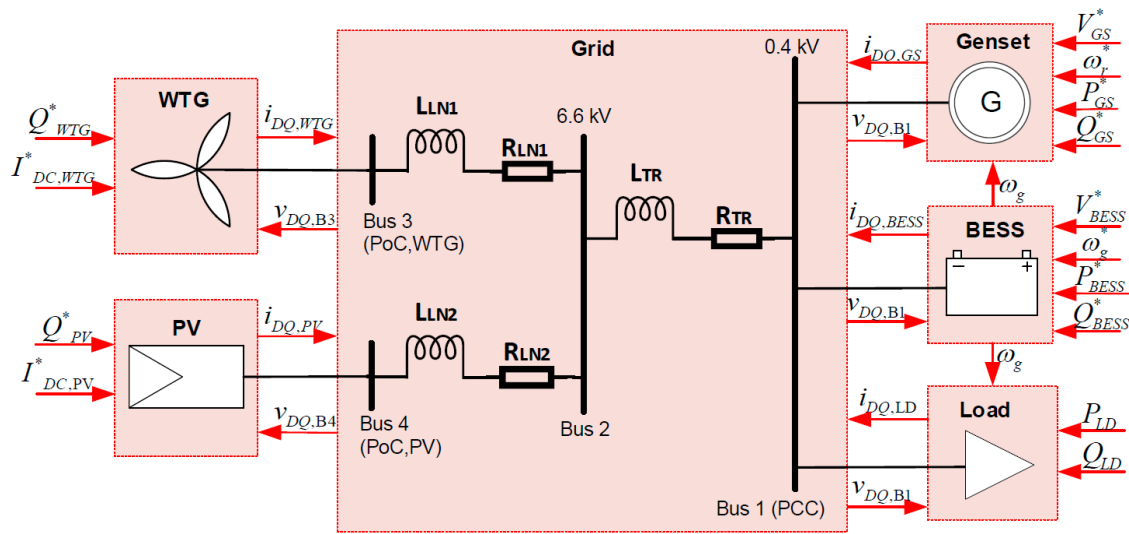 Grid
0.4 kV
6.6 kV
WTG
Q*WTG
I*DC,WTG
iDQ,WTG
vDQ,B3
LLN1
RLN1
Bus 3
(PoC,WTG)
LTR
RTR
PV
Q*PV
I*DC,PV
iDQ,PV
vDQ,B4
LLN2
RLN2
Bus 4
(PoC,PV)
Bus 2
Bus 1 (PCC)
iDQ,GS
vDQ,B1
Genset
G
V*GS
ω*r
P*GS
Q*GS
ωg
iDQ,BESS
vDQ,B1
BESS
− +
V*BESS
ω*g
P*BESS
Q*BESS
ωg
iDQ,LD
vDQ,B1
Load
PLD
QLD